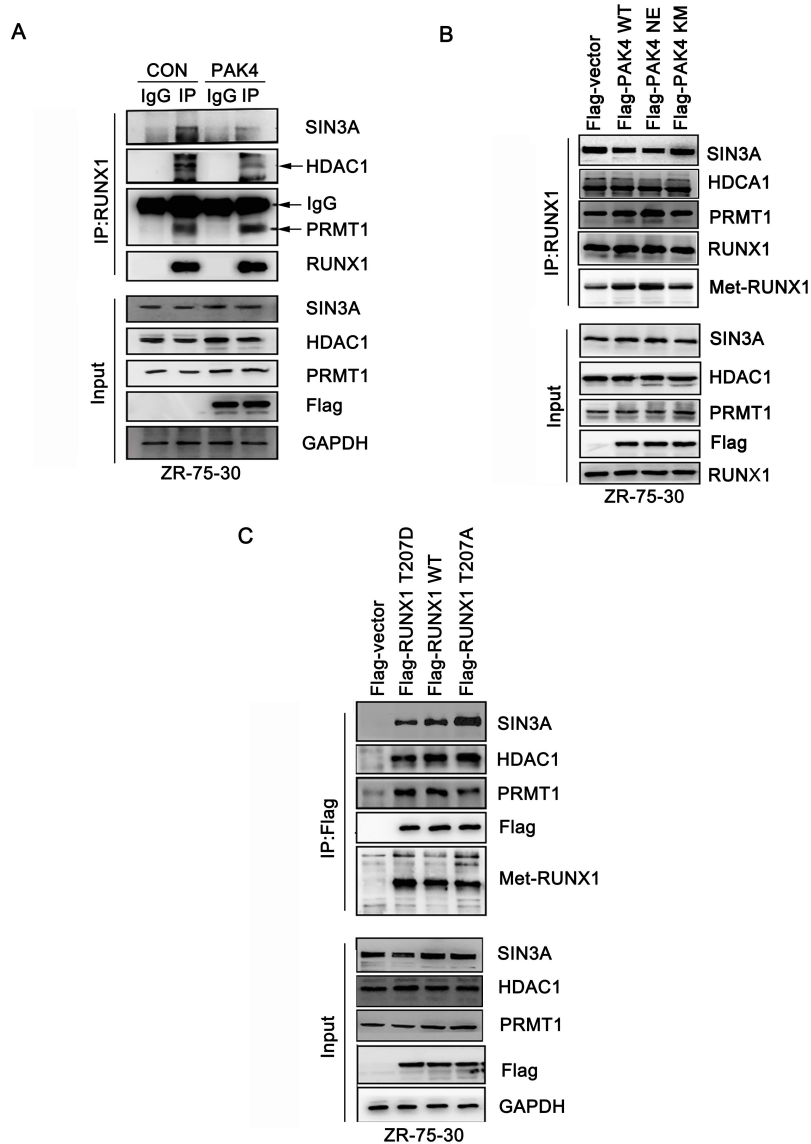 A
CON PAK4
IgG IP IgG IP
IP:RUNX1
SIN3A
HDAC1
IgG
PRMT1
RUNX1
Input
SIN3A
HDAC1
PRMT1
Flag
GAPDH
ZR-75-30
B
Flag-vector
Flag-PAK4 WT
Flag-PAK4 NE
Flag-PAK4 KM
IP:RUNX1
SIN3A
HDCA1
PRMT1
RUNX1
Met-RUNX1
Input
SIN3A
HDAC1
PRMT1
Flag
RUNX1
ZR-75-30
C
Flag-vector
Flag-RUNX1 T207D
Flag-RUNX1 WT
Flag-RUNX1 T207A
IP:Flag
SIN3A
HDAC1
PRMT1
Flag
Met-RUNX1
Input
SIN3A
HDAC1
PRMT1
Flag
GAPDH
ZR-75-30